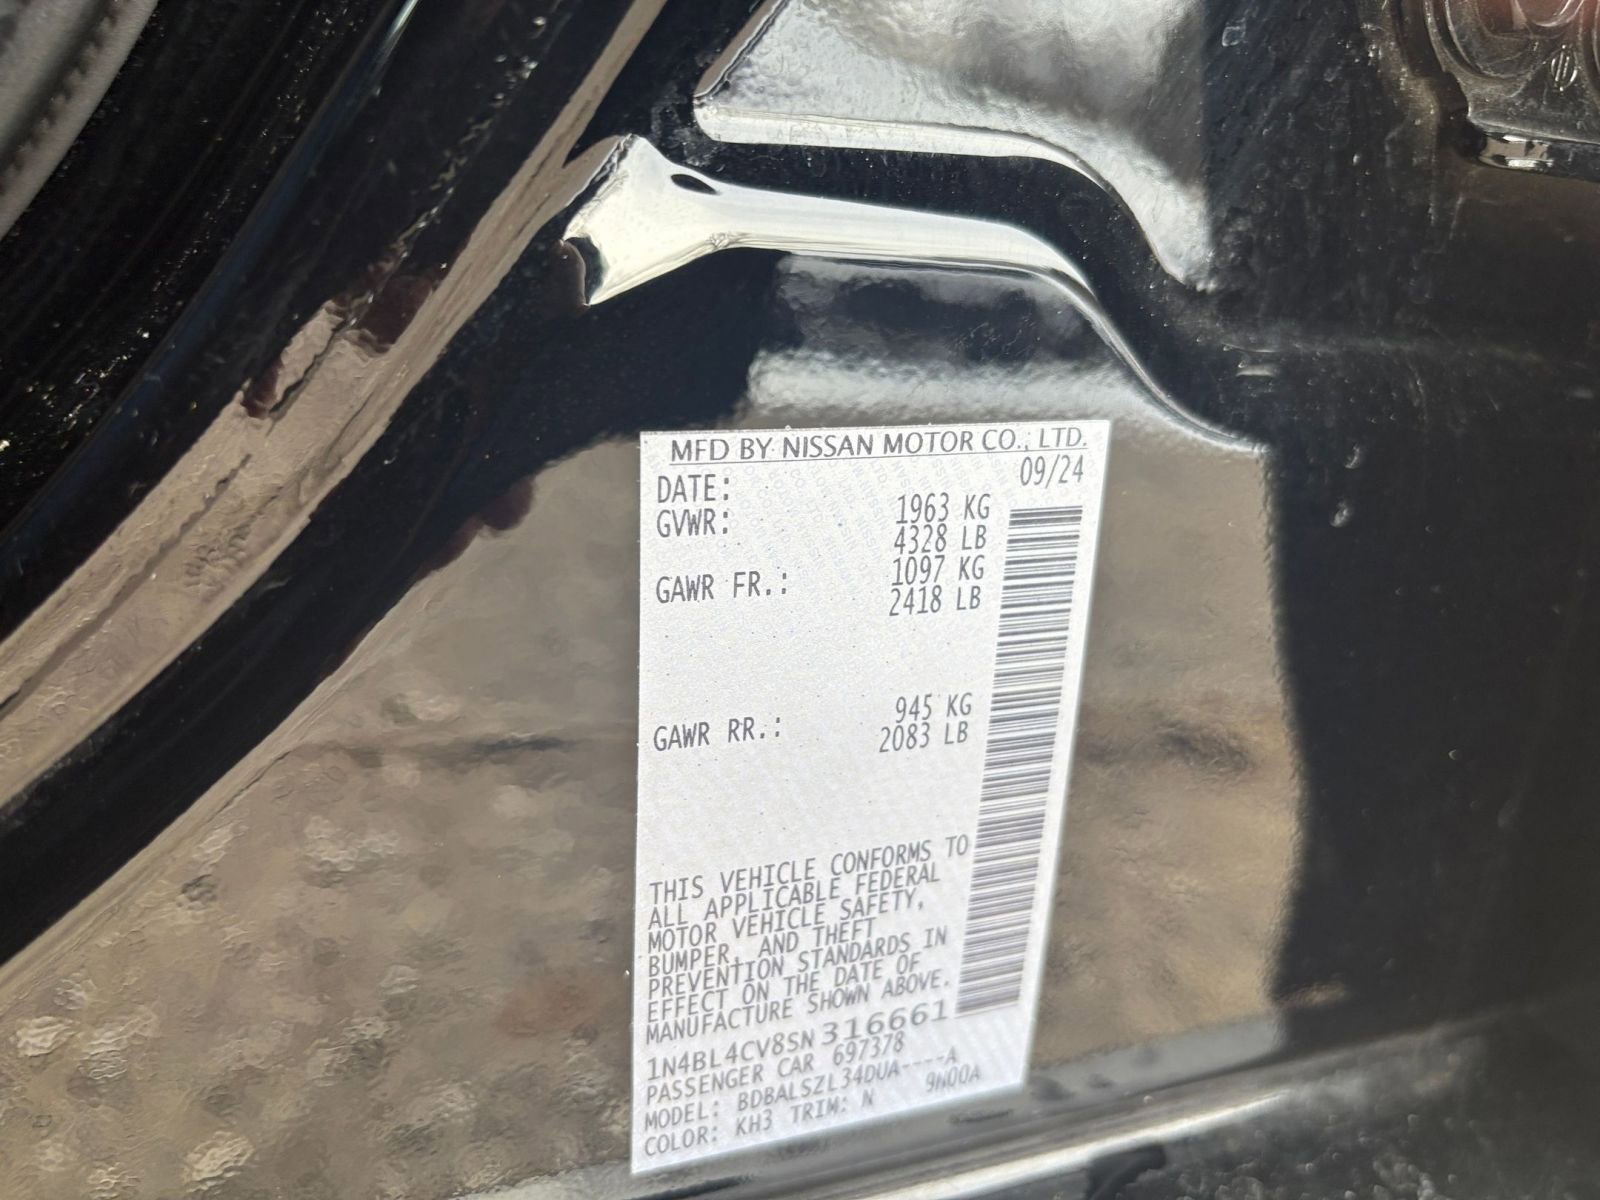 MFD BY NISSAN MOTOR CO., LTD.
DATE: 09/24
GVWR: 1963 KG
4328 LB
GAWR FR.: 1097 KG
2418 LB
GAWR RR.: 945 KG
2083 LB
THIS VEHICLE CONFORMS TO
ALL APPLICABLE FEDERAL
MOTOR VEHICLE SAFETY,
BUMPER, AND THEFT
PREVENTION STANDARDS IN
EFFECT ON THE DATE OF
MANUFACTURE SHOWN ABOVE.
1N4BL4CV8SN316661
PASSENGER CAR 697378
MODEL: BDBALSZL34DUA----A
COLOR: KH3 TRIM: N 9N00A